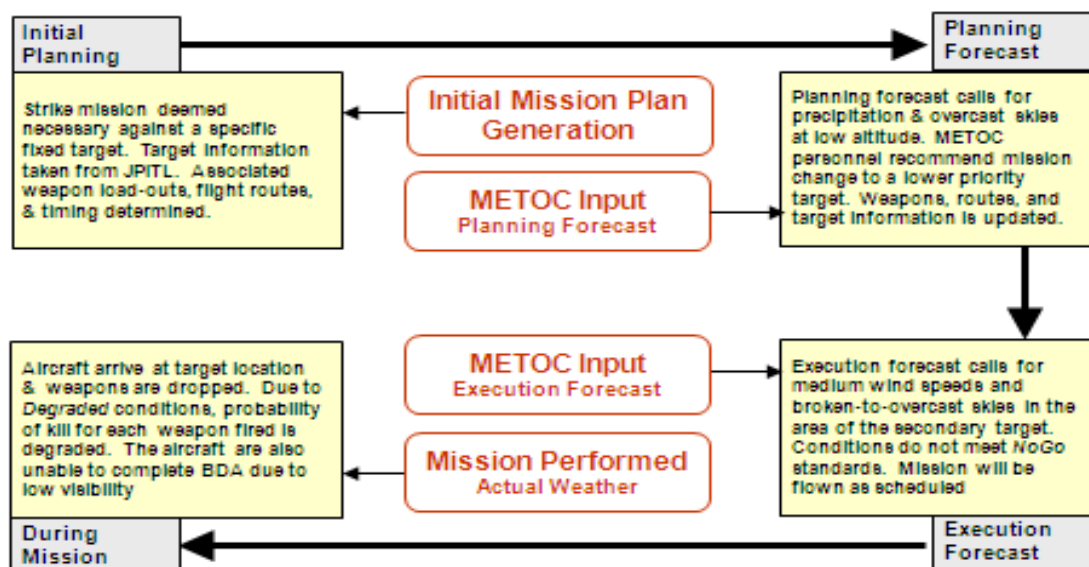 Initial
Planning
Planning
Forecast
Strike mission deemed
necessary against a specific
fixed target. Target information
taken from JPITL. Associated
weapon load-outs, flight routes,
& timing determined.
Initial Mission Plan
Generation
METOC Input
Planning Forecast
Planning forecast calls for
precipitation & overcast skies
at low altitude. METOC
personnel recommend mission
change to a lower priority
target. Weapons, routes, and
target information is updated.
Aircraft arrive at target location
& weapons are dropped. Due to
Degraded conditions, probability
of kill for each weapon fired is
degraded. The aircraft are also
unable to complete BDA due to
low visibility
METOC Input
Execution Forecast
Mission Performed
Actual Weather
Execution forecast calls for
medium wind speeds and
broken-to-overcast skies in the
area of the secondary target.
Conditions do not meet NoGo
standards. Mission will be
flown as scheduled
During
Mission
Execution
Forecast